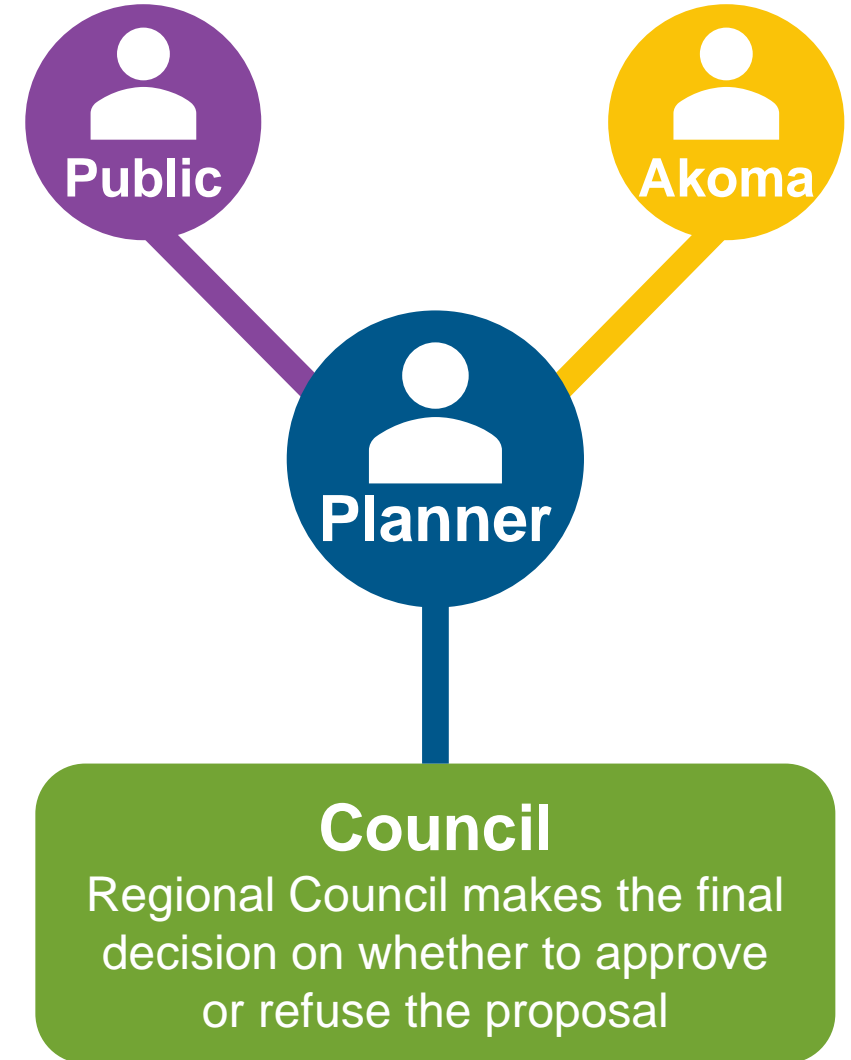 Public
Akoma
Planner
Council
Regional Council makes the final
decision on whether to approve
or refuse the proposal